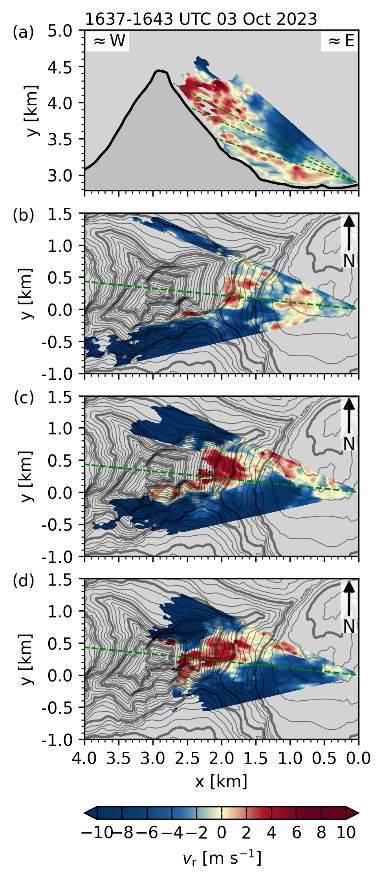 1637-1643 UTC 03 Oct 2023
(a)
≈ W ≈ E
5.0
4.5
4.0
3.5
3.0
y [km]
(b)
1.5
1.0
0.5
0.0
-0.5
-1.0
y [km]
N
(c)
1.5
1.0
0.5
0.0
-0.5
-1.0
y [km]
N
(d)
1.5
1.0
0.5
0.0
-0.5
-1.0
y [km]
N
4.0 3.5 3.0 2.5 2.0 1.5 1.0 0.5 0.0
x [km]
−10 −8 −6 −4 −2 0 2 4 6 8 10
vr [m s−1]